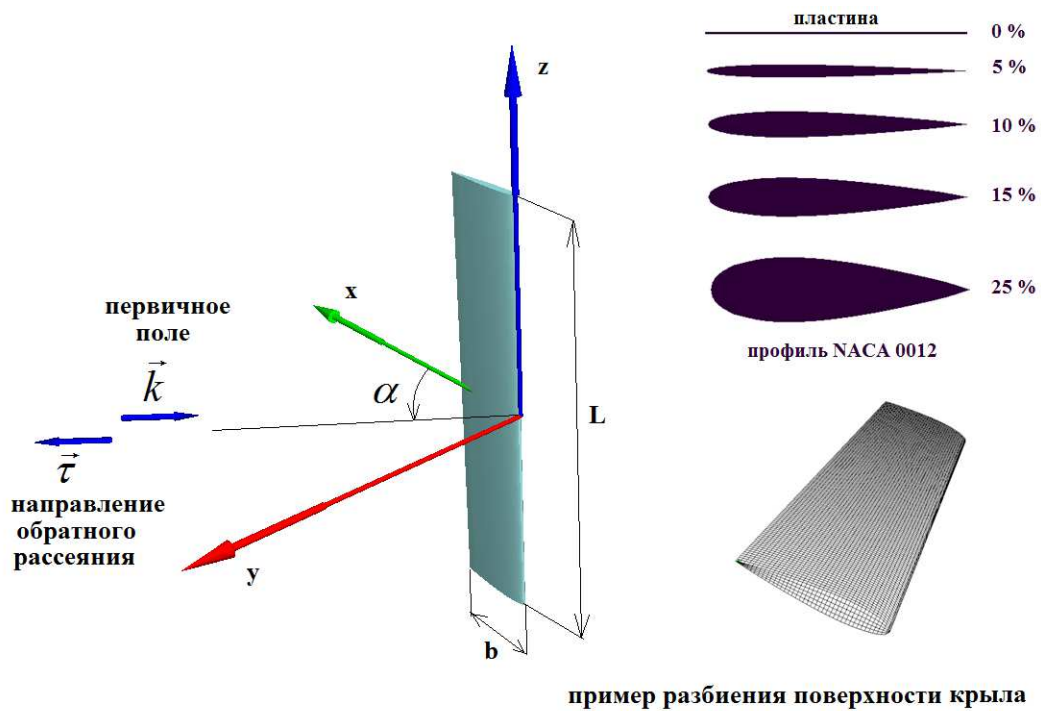 пластина
0 %
5 %
10 %
15 %
25 %
профиль NACA 0012
z
x
y
α
L
b
первичное
поле
k
τ
направление
обратного
рассеяния
пример разбиения поверхности крыла